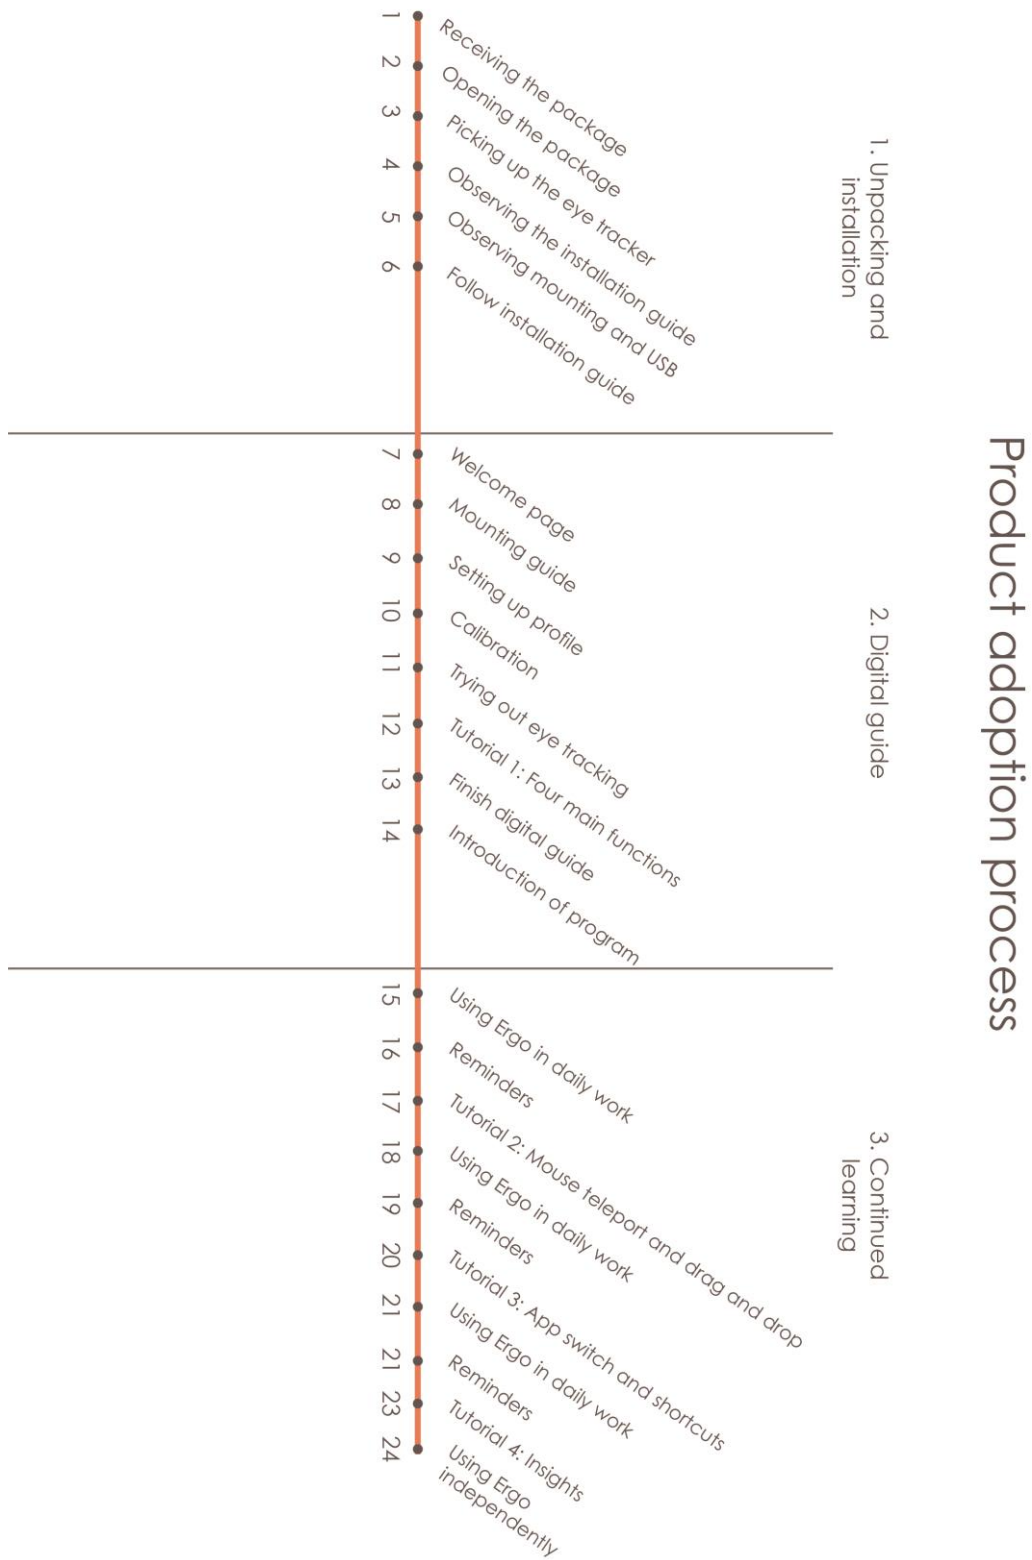 Product adoption process
1. Unpacking and
installation
2. Digital guide
3. Continued
learning
Receiving the package
Opening the package
Picking up the eye tracker
Observing the installation guide
Observing mounting and USB
Follow installation guide
Welcome page
Mounting guide
Setting up profile
Calibration
Trying out eye tracking
Tutorial 1: Four main functions
Finish digital guide
Introduction of program
Using Ergo in daily work
Reminders
Tutorial 2: Mouse teleport and drag and drop
Using Ergo in daily work
Reminders
Tutorial 3: App switch and shortcuts
Using Ergo in daily work
Reminders
Tutorial 4: Insights
Using Ergo
independently
1 2 3 4 5 6 7 8 9 10 11 12 13 14 15 16 17 18 19 20 21 21 23 24